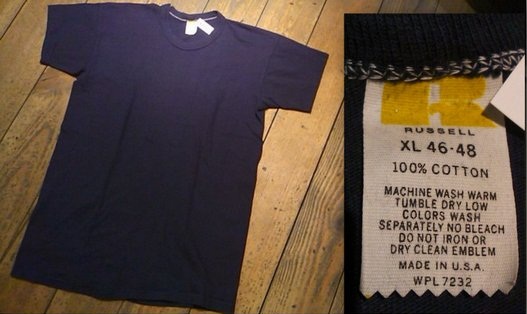 RUSSELL
XL 46-48
100% COTTON
MACHINE WASH WARM
TUMBLE DRY LOW
COLORS WASH
SEPARATELY NO BLEACH
DO NOT IRON OR
DRY CLEAN EMBLEM
MADE IN U.S.A.
WPL 7232